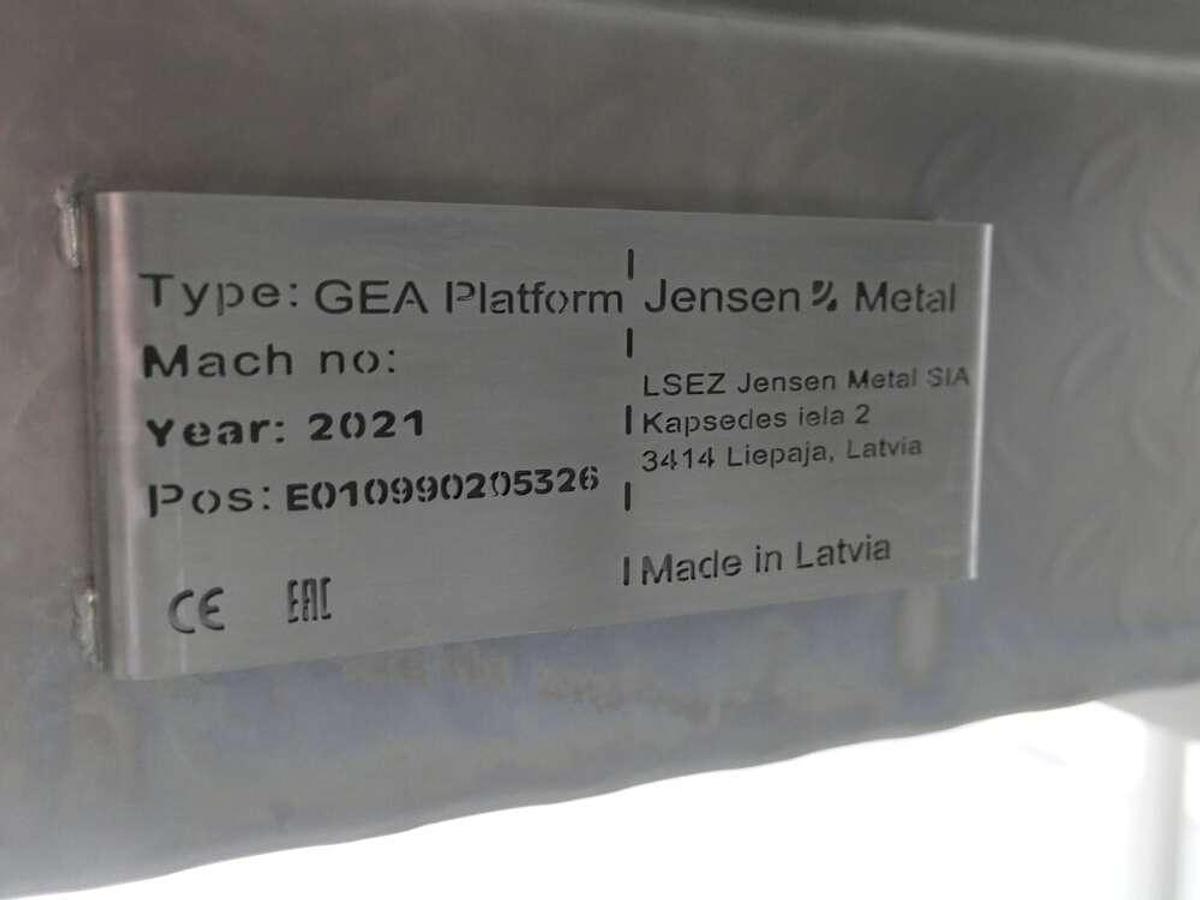 Type: GEA Platform
Mach no:
Year: 2021
Pos: E010990205326
CE EAC
Jensen Metal
LSEZ Jensen Metal SIA
Kapsedes iela 2
3414 Liepaja, Latvia
Made in Latvia